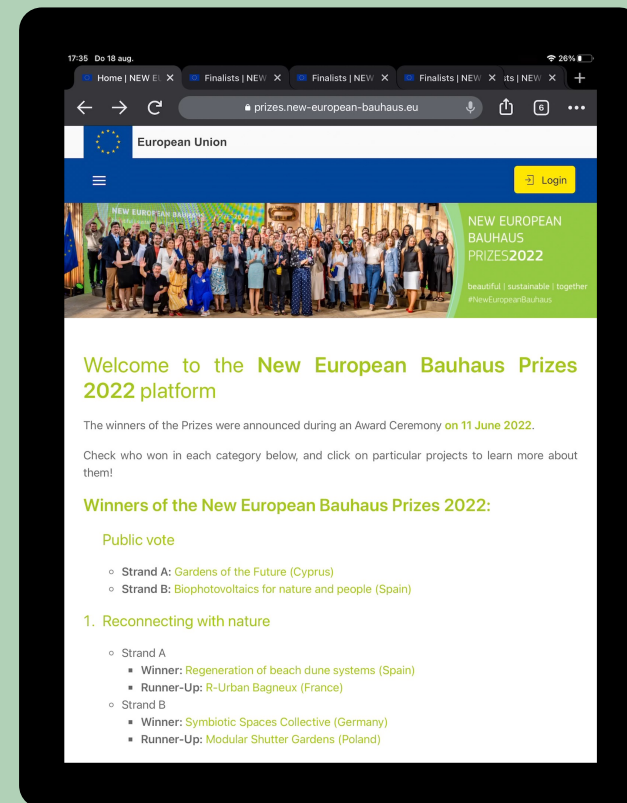 17:35 Do 18 aug. 26%
Home | NEW EU Finalists | NEW Finalists | NEW Finalists | NEW ts | NEW
prizes.new-european-bauhaus.eu 6
European Union
Login
NEW EUROPEAN BAUHAUS
NEW EUROPEAN
BAUHAUS
PRIZES2022
beautiful | sustainable | together
#NewEuropeanBauhaus
Welcome to the New European Bauhaus Prizes
2022 platform
The winners of the Prizes were announced during an Award Ceremony on 11 June 2022.
Check who won in each category below, and click on particular projects to learn more about
them!
Winners of the New European Bauhaus Prizes 2022:
Public vote
Strand A: Gardens of the Future (Cyprus)
Strand B: Biophotovoltaics for nature and people (Spain)
1. Reconnecting with nature
Strand A
Winner: Regeneration of beach dune systems (Spain)
Runner-Up: R-Urban Bagneux (France)
Strand B
Winner: Symbiotic Spaces Collective (Germany)
Runner-Up: Modular Shutter Gardens (Poland)